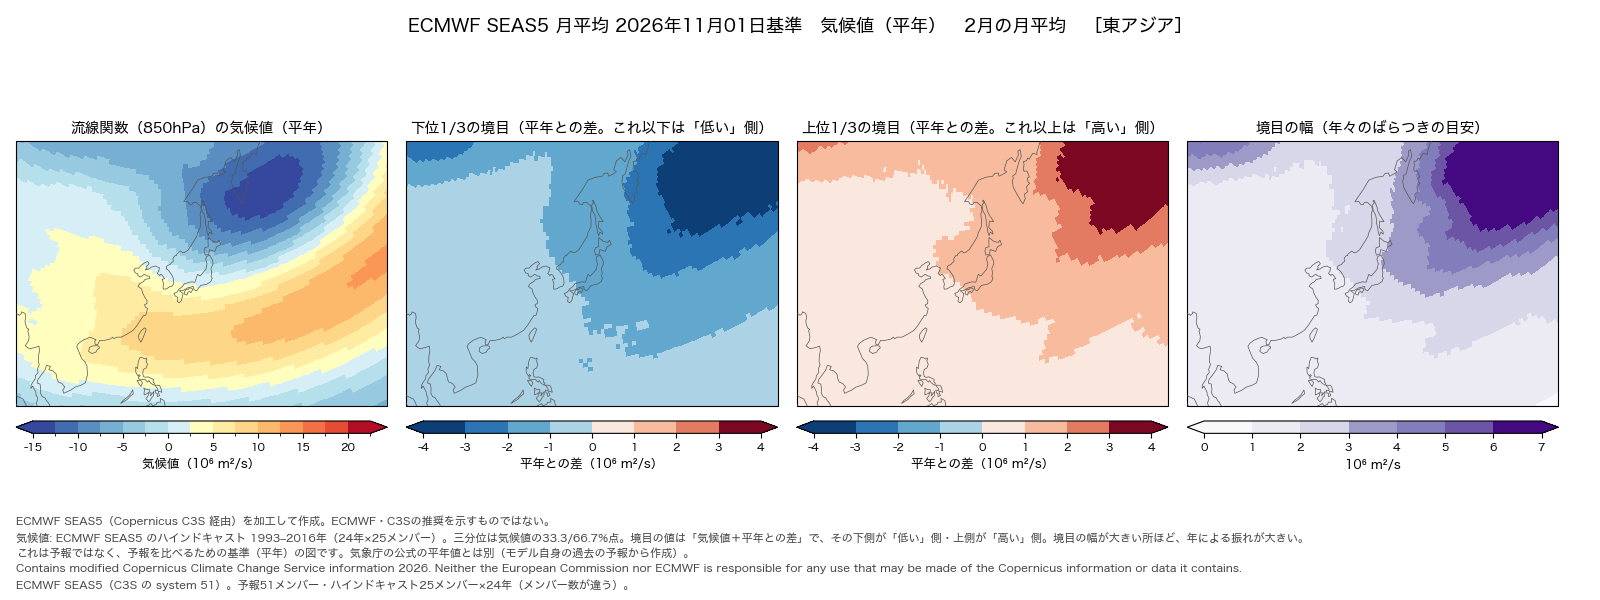 ECMWF SEAS5 月平均 2026年11月01日基準　気候値（平年）　2月の月平均　［東アジア］
流線関数（850hPa）の気候値（平年）
下位1/3の境目（平年との差。これ以下は「低い」側）
上位1/3の境目（平年との差。これ以上は「高い」側）
境目の幅（年々のばらつきの目安）
-15 -10 -5 0 5 10 15 20
気候値（10⁶ m²/s）
-4 -3 -2 -1 0 1 2 3 4
平年との差（10⁶ m²/s）
-4 -3 -2 -1 0 1 2 3 4
平年との差（10⁶ m²/s）
0 1 2 3 4 5 6 7
10⁶ m²/s
ECMWF SEAS5（Copernicus C3S 経由）を加工して作成。ECMWF・C3Sの推奨を示すものではない。
気候値: ECMWF SEAS5 のハインドキャスト 1993–2016年（24年×25メンバー）。三分位は気候値の33.3/66.7%点。境目の値は「気候値＋平年との差」で、その下側が「低い」側・上側が「高い」側。境目の幅が大きい所ほど、年による振れが大きい。
これは予報ではなく、予報を比べるための基準（平年）の図です。気象庁の公式の平年値とは別（モデル自身の過去の予報から作成）。
Contains modified Copernicus Climate Change Service information 2026. Neither the European Commission nor ECMWF is responsible for any use that may be made of the Copernicus information or data it contains.
ECMWF SEAS5（C3S の system 51）。予報51メンバー・ハインドキャスト25メンバー×24年（メンバー数が違う）。